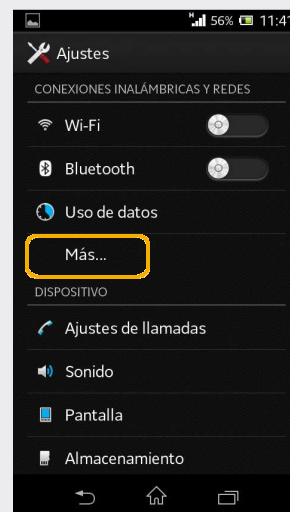 H 56% 11:41
Ajustes
CONEXIONES INALÁMBRICAS Y REDES
Wi-Fi
Bluetooth
Uso de datos
Más...
DISPOSITIVO
Ajustes de llamadas
Sonido
Pantalla
Almacenamiento